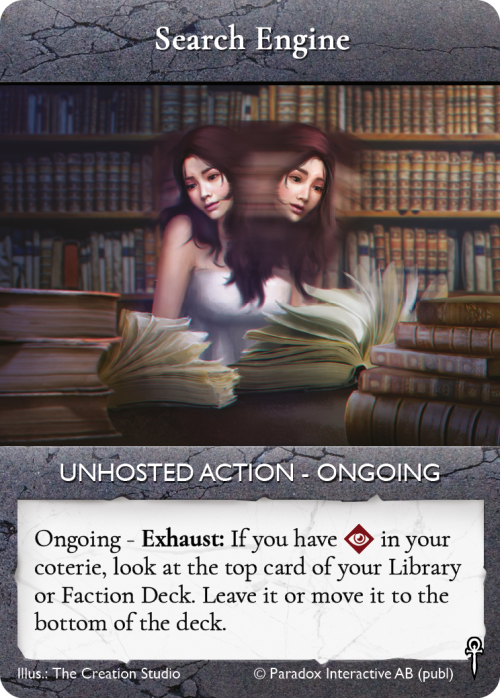 Search Engine
UNHOSTED ACTION - ONGOING
Ongoing - Exhaust: If you have in your
coterie, look at the top card of your Library
or Faction Deck. Leave it or move it to the
bottom of the deck.
Illus.: The Creation Studio
© Paradox Interactive AB (publ)